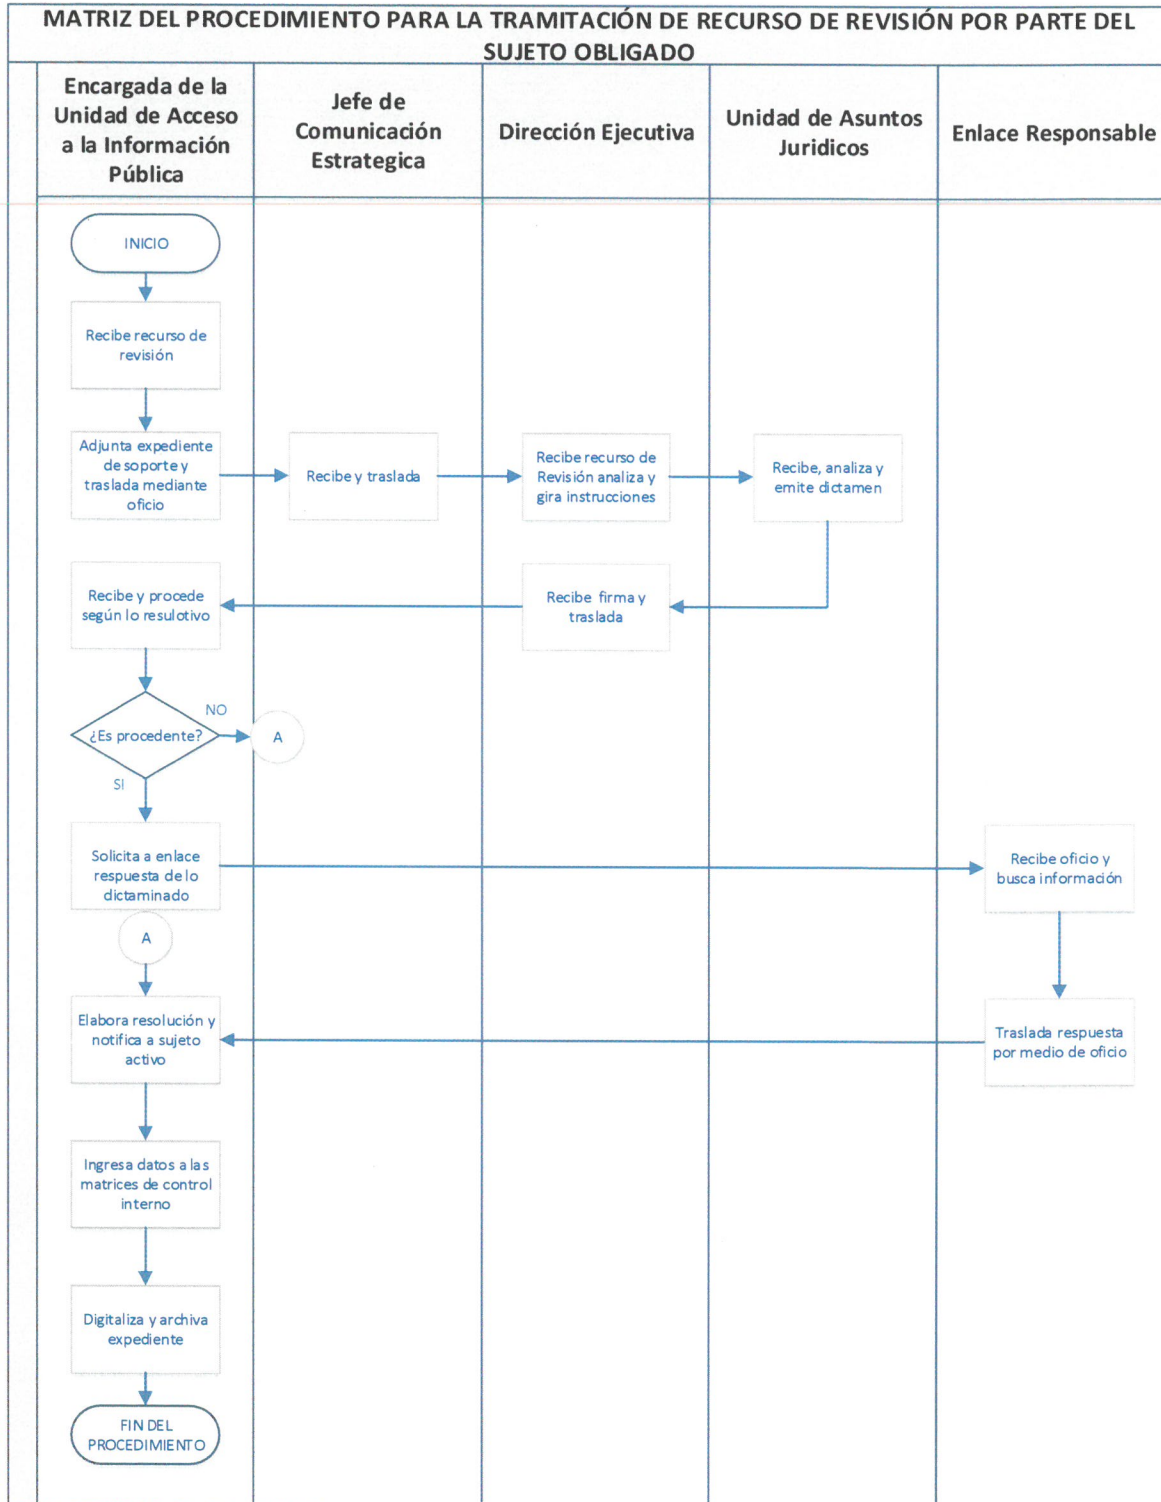 MATRIZ DEL PROCEDIMIENTO PARA LA TRAMITACIÓN DE RECURSO DE REVISIÓN POR PARTE DEL
SUJETO OBLIGADO
Encargada de la
Unidad de Acceso
a la Información
Pública
Jefe de
Comunicación
Estrategica
Dirección Ejecutiva
Unidad de Asuntos
Juridicos
Enlace Responsable
INICIO
Recibe recurso de
revisión
Adjunta expediente
de soporte y
traslada mediante
oficio
Recibe y traslada
Recibe recurso de
Revisión analiza y
gira instrucciones
Recibe, analiza y
emite dictamen
Recibe y procede
según lo resulotivo
Recibe firma y
traslada
¿Es procedente?
NO
A
SI
Solicita a enlace
respuesta de lo
dictaminado
Recibe oficio y
busca información
A
Elabora resolución y
notifica a sujeto
activo
Traslada respuesta
por medio de oficio
Ingresa datos a las
matrices de control
interno
Digitaliza y archiva
expediente
FIN DEL
PROCEDIMIENTO